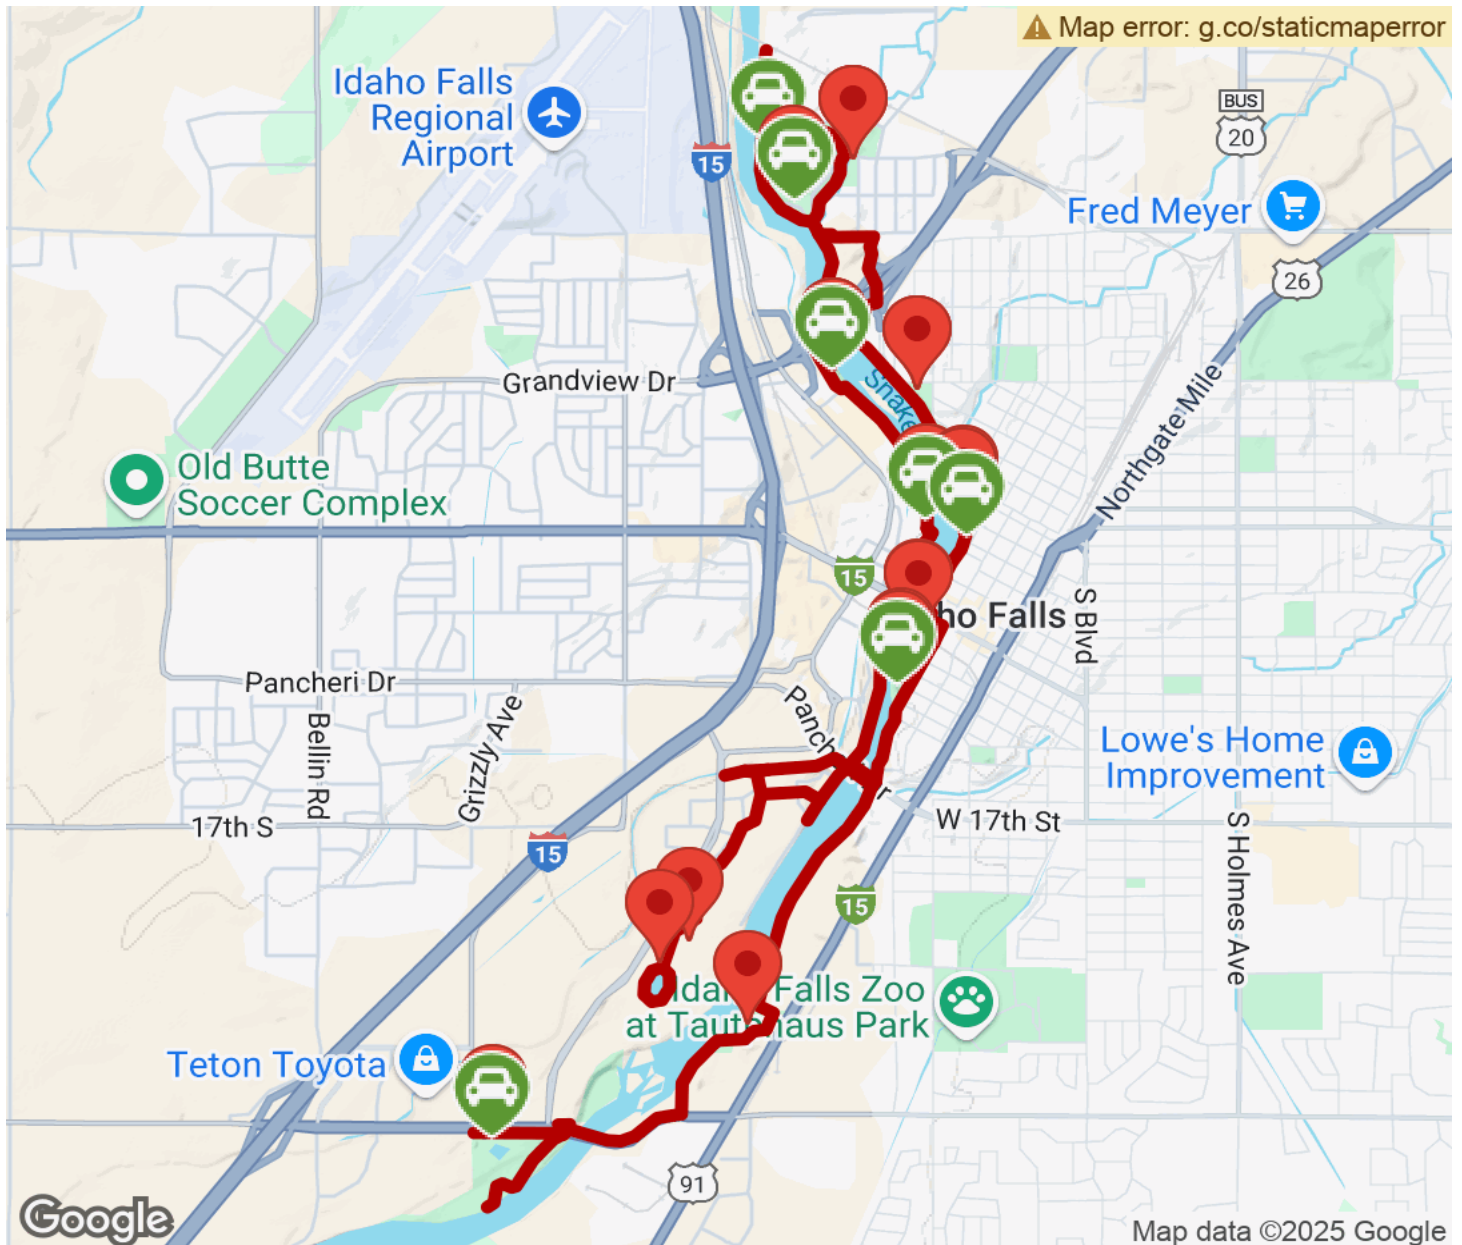 Map error: g.co/staticmaperror
Idaho Falls
Regional
Airport
BUS
20
15
Fred Meyer
26
Grandview Dr
Snake
Northgate Mile
Old Butte
Soccer Complex
15
S Blvd
ho Falls
Pancheri Dr
Bellin Rd
Grizzly Ave
Panch
r
Lowe's Home
Improvement
17th S
W 17th St
15
S Holmes Ave
15
Falls Zoo
at Taut
haus Park
Teton Toyota
91
Google
Map data ©2025 Google